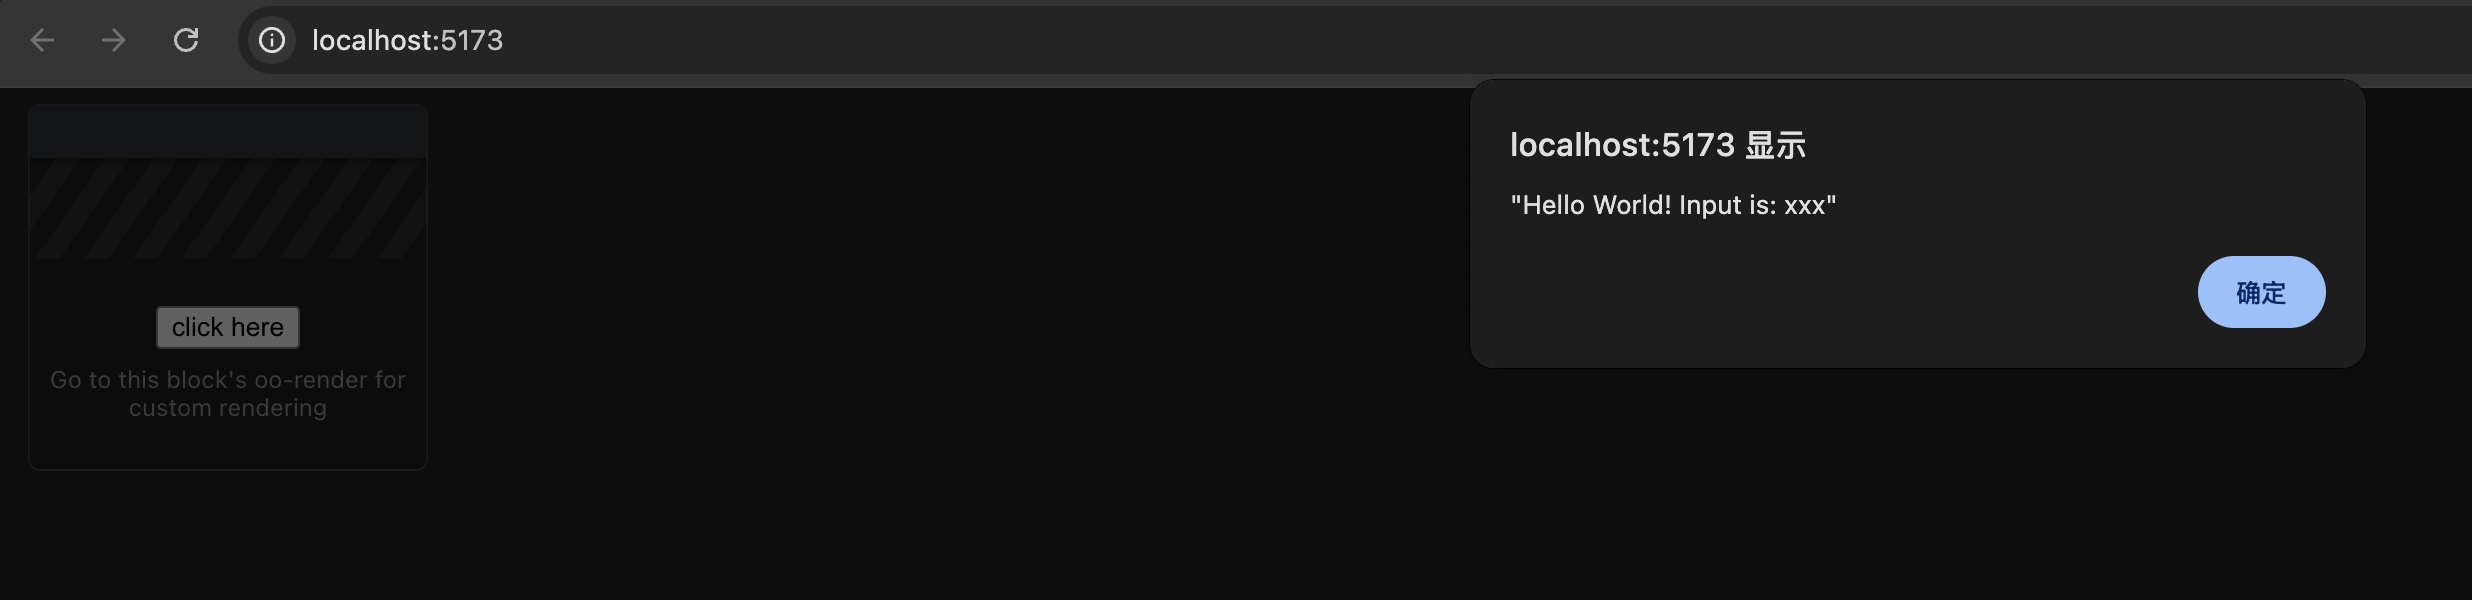 localhost:5173
localhost:5173 显示
"Hello World! Input is: xxx"
确定
click here
Go to this block's oo-render for
custom rendering